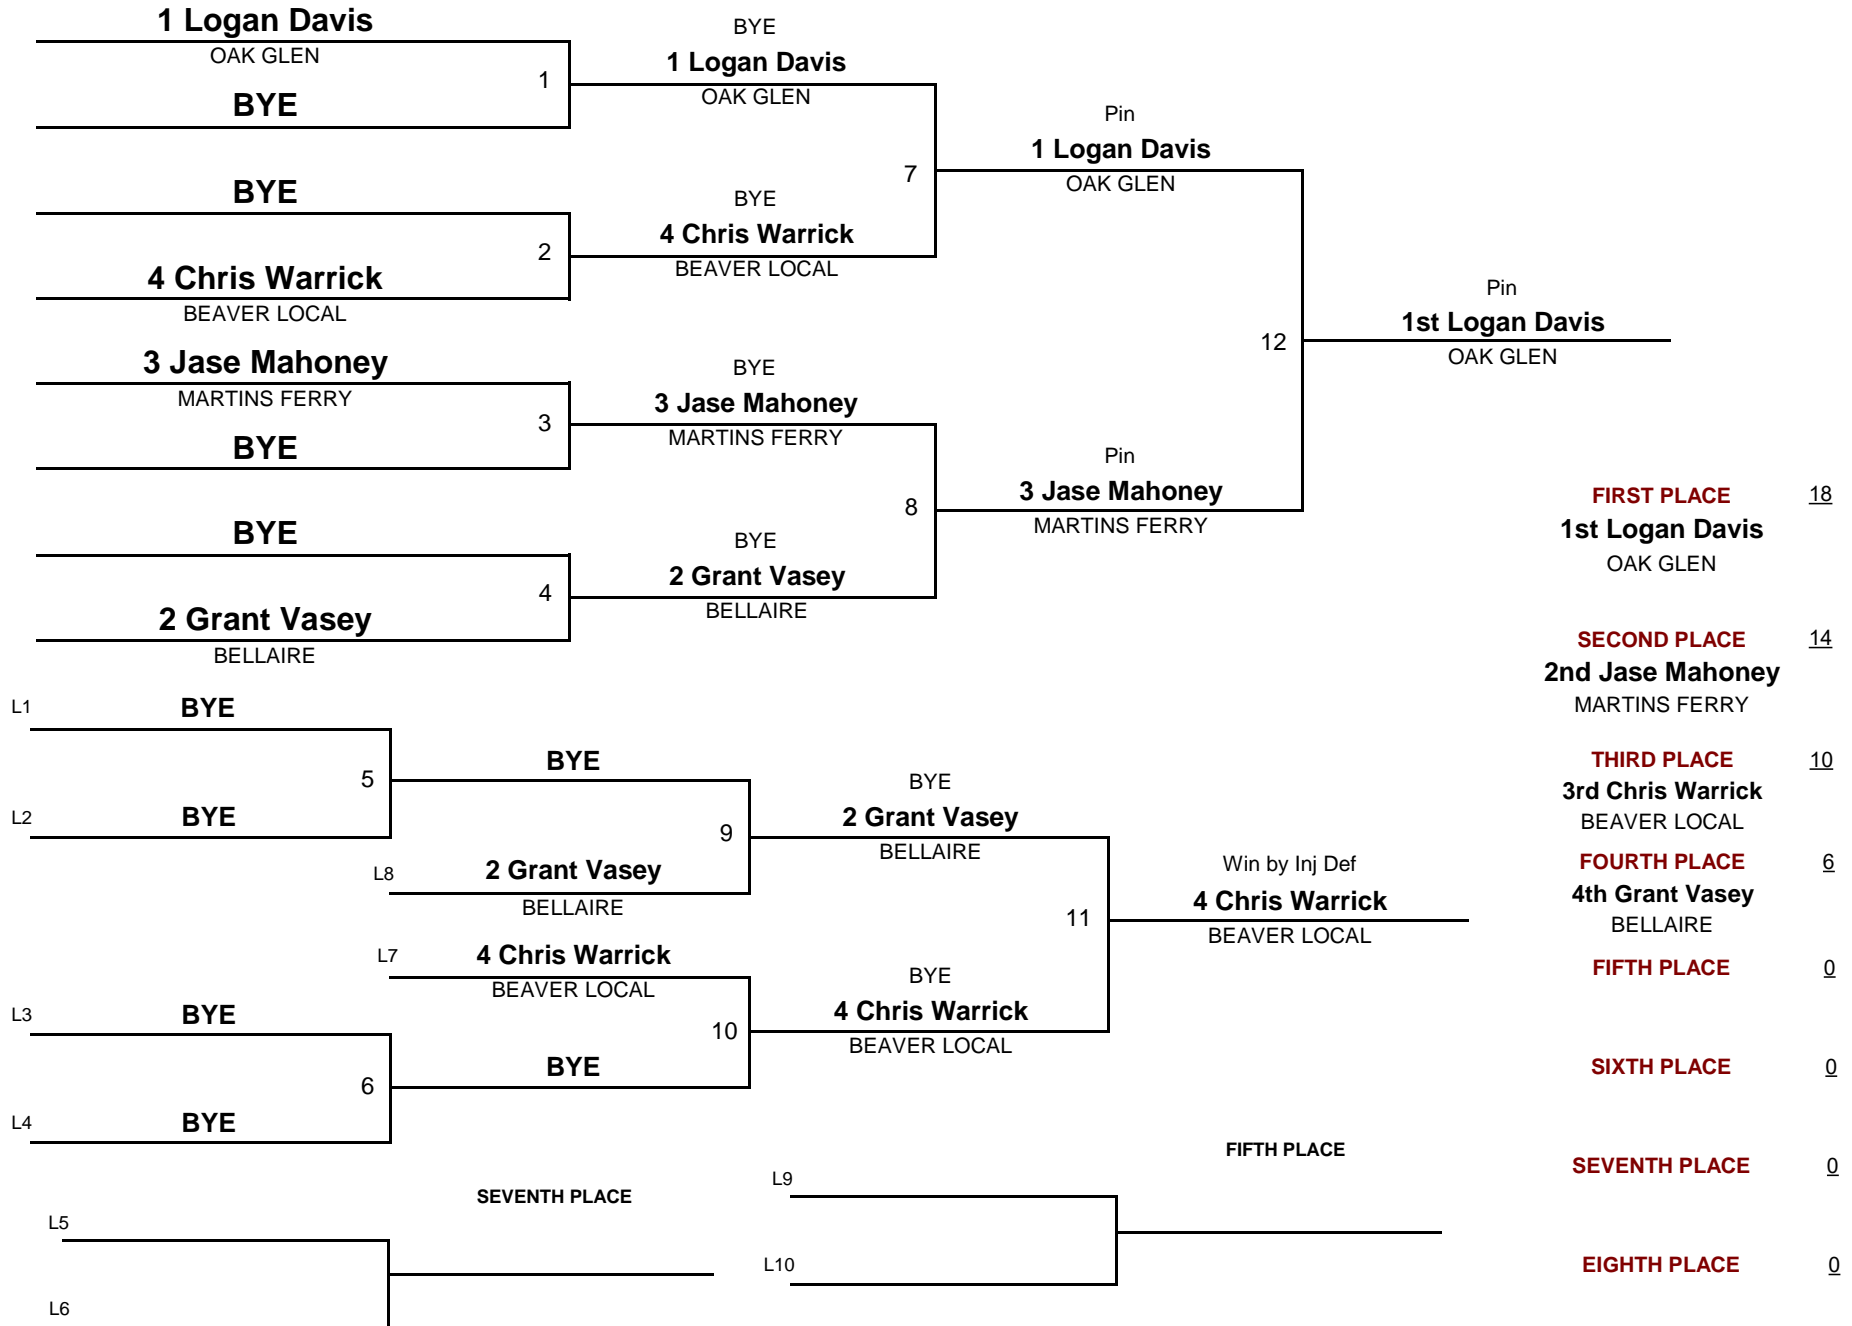 1 Logan Davis
OAK GLEN
1
BYE
BYE
2
4 Chris Warrick
BEAVER LOCAL
3 Jase Mahoney
MARTINS FERRY
3
BYE
BYE
4
2 Grant Vasey
BELLAIRE
BYE
1 Logan Davis
OAK GLEN
7
BYE
4 Chris Warrick
BEAVER LOCAL
BYE
3 Jase Mahoney
MARTINS FERRY
8
BYE
2 Grant Vasey
BELLAIRE
Pin
1 Logan Davis
OAK GLEN
12
Pin
3 Jase Mahoney
MARTINS FERRY
Pin
1st Logan Davis
OAK GLEN
L1 BYE
5
L2 BYE
BYE
9
L8 2 Grant Vasey
BELLAIRE
L7 4 Chris Warrick
BEAVER LOCAL
10
L3 BYE
BYE
6
L4 BYE
BYE
2 Grant Vasey
BELLAIRE
11
BYE
4 Chris Warrick
BEAVER LOCAL
Win by Inj Def
4 Chris Warrick
BEAVER LOCAL
SEVENTH PLACE
L5
L6
FIFTH PLACE
L9
L10
FIRST PLACE 18
1st Logan Davis
OAK GLEN
SECOND PLACE 14
2nd Jase Mahoney
MARTINS FERRY
THIRD PLACE 10
3rd Chris Warrick
BEAVER LOCAL
FOURTH PLACE 6
4th Grant Vasey
BELLAIRE
FIFTH PLACE 0
SIXTH PLACE 0
SEVENTH PLACE 0
EIGHTH PLACE 0